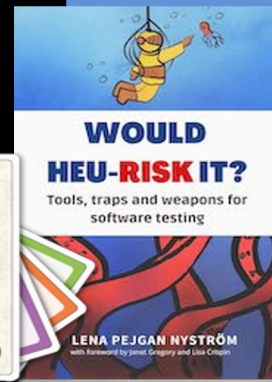 WOULD
HEU-RISK IT?
Tools, traps and weapons for
software testing
LENA PEJGAN NYSTRÖM
with foreword by Janet Gregory and Lisa Crispin